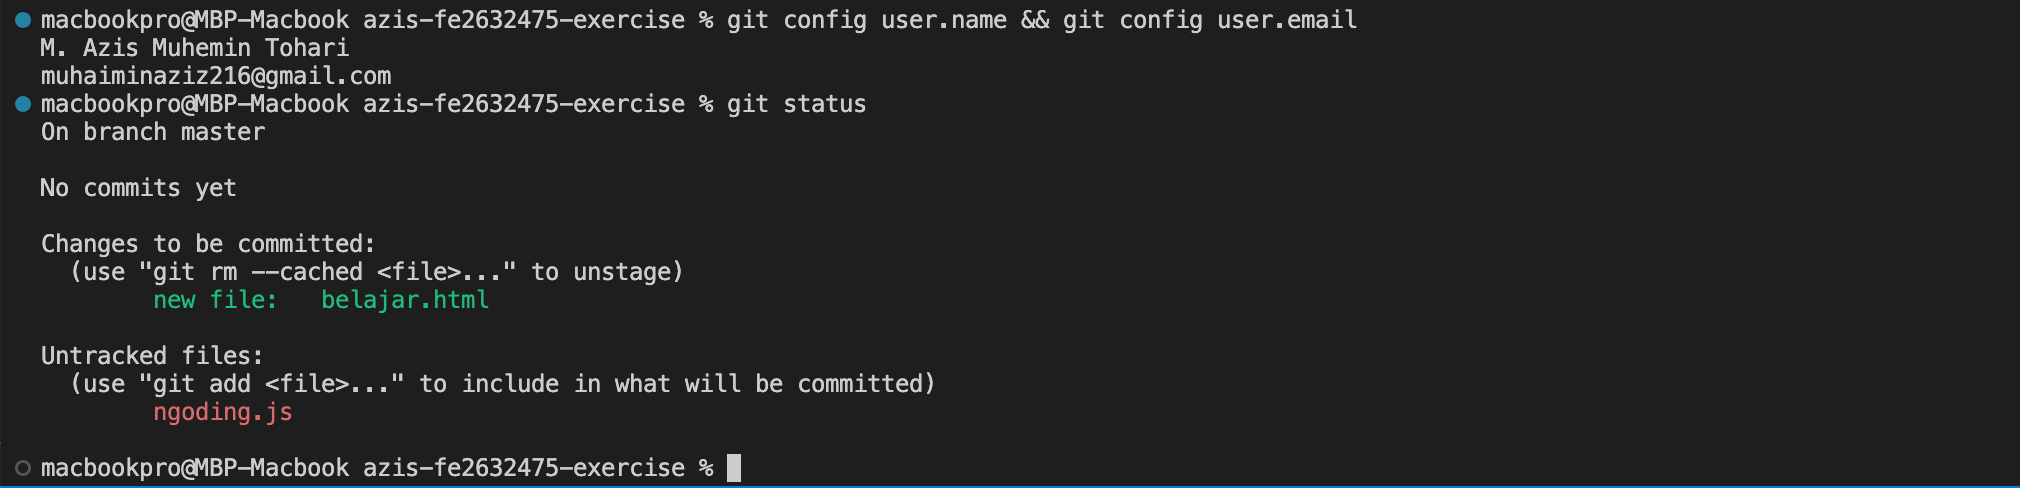 macbookpro@MBP-Macbook azis-fe2632475-exercise % git config user.name && git config user.email
M. Azis Muhemin Tohari
muhaiminaziz216@gmail.com
macbookpro@MBP-Macbook azis-fe2632475-exercise % git status
On branch master
No commits yet
Changes to be committed:
(use "git rm --cached <file>..." to unstage)
new file:   belajar.html
Untracked files:
(use "git add <file>..." to include in what will be committed)
ngoding.js
macbookpro@MBP-Macbook azis-fe2632475-exercise %